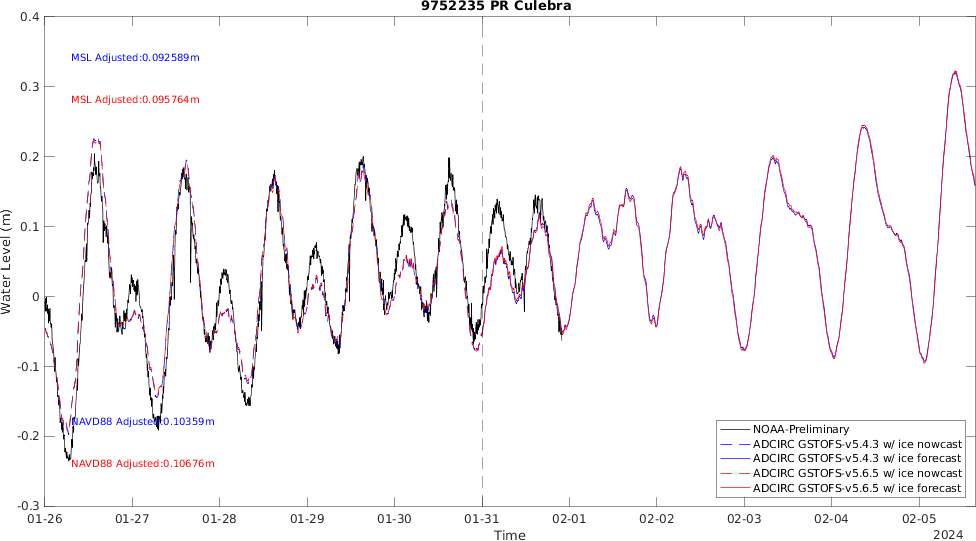 9752235 PR Culebra
MSL Adjusted:0.092589m
MSL Adjusted:0.095764m
NAVD88 Adjusted:0.10359m
NAVD88 Adjusted:0.10676m
Water Level (m)
0.4
0.3
0.2
0.1
0
-0.1
-0.2
-0.3
NOAA-Preliminary
ADCIRC GSTOFS-v5.4.3 w/ ice nowcast
ADCIRC GSTOFS-v5.4.3 w/ ice forecast
ADCIRC GSTOFS-v5.6.5 w/ ice nowcast
ADCIRC GSTOFS-v5.6.5 w/ ice forecast
01-26 01-27 01-28 01-29 01-30 01-31 02-01 02-02 02-03 02-04 02-05
Time
2024